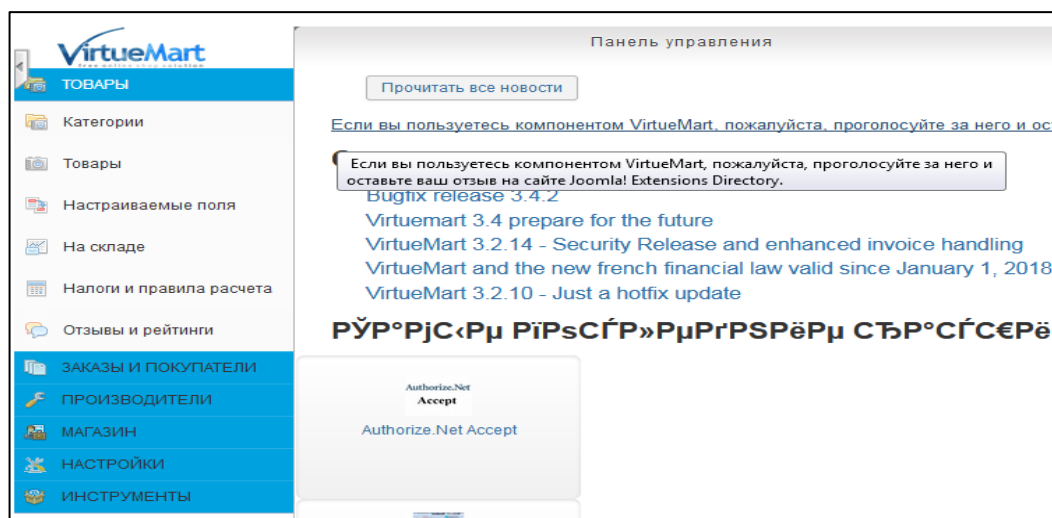 VirtueMart
free online shop solution
ТОВАРЫ
Категории
Товары
Настраиваемые поля
На складе
Налоги и правила расчета
Отзывы и рейтинги
ЗАКАЗЫ И ПОКУПАТЕЛИ
ПРОИЗВОДИТЕЛИ
МАГАЗИН
НАСТРОЙКИ
ИНСТРУМЕНТЫ
Панель управления
Прочитать все новости
Если вы пользуетесь компонентом VirtueMart, пожалуйста, проголосуйте за него и ос
Если вы пользуетесь компонентом VirtueMart, пожалуйста, проголосуйте за него и
оставьте ваш отзыв на сайте Joomla! Extensions Directory.
Bugfix release 3.4.2
Virtuemart 3.4 prepare for the future
VirtueMart 3.2.14 - Security Release and enhanced invoice handling
VirtueMart and the new french financial law valid since January 1, 2018
VirtueMart 3.2.10 - Just a hotfix update
РЎР°РјС‹Рµ РїРѕСЃР»РµРґРЅРёРµ СЂР°СЃС€Рё
Authorize.Net
Accept
Authorize.Net Accept